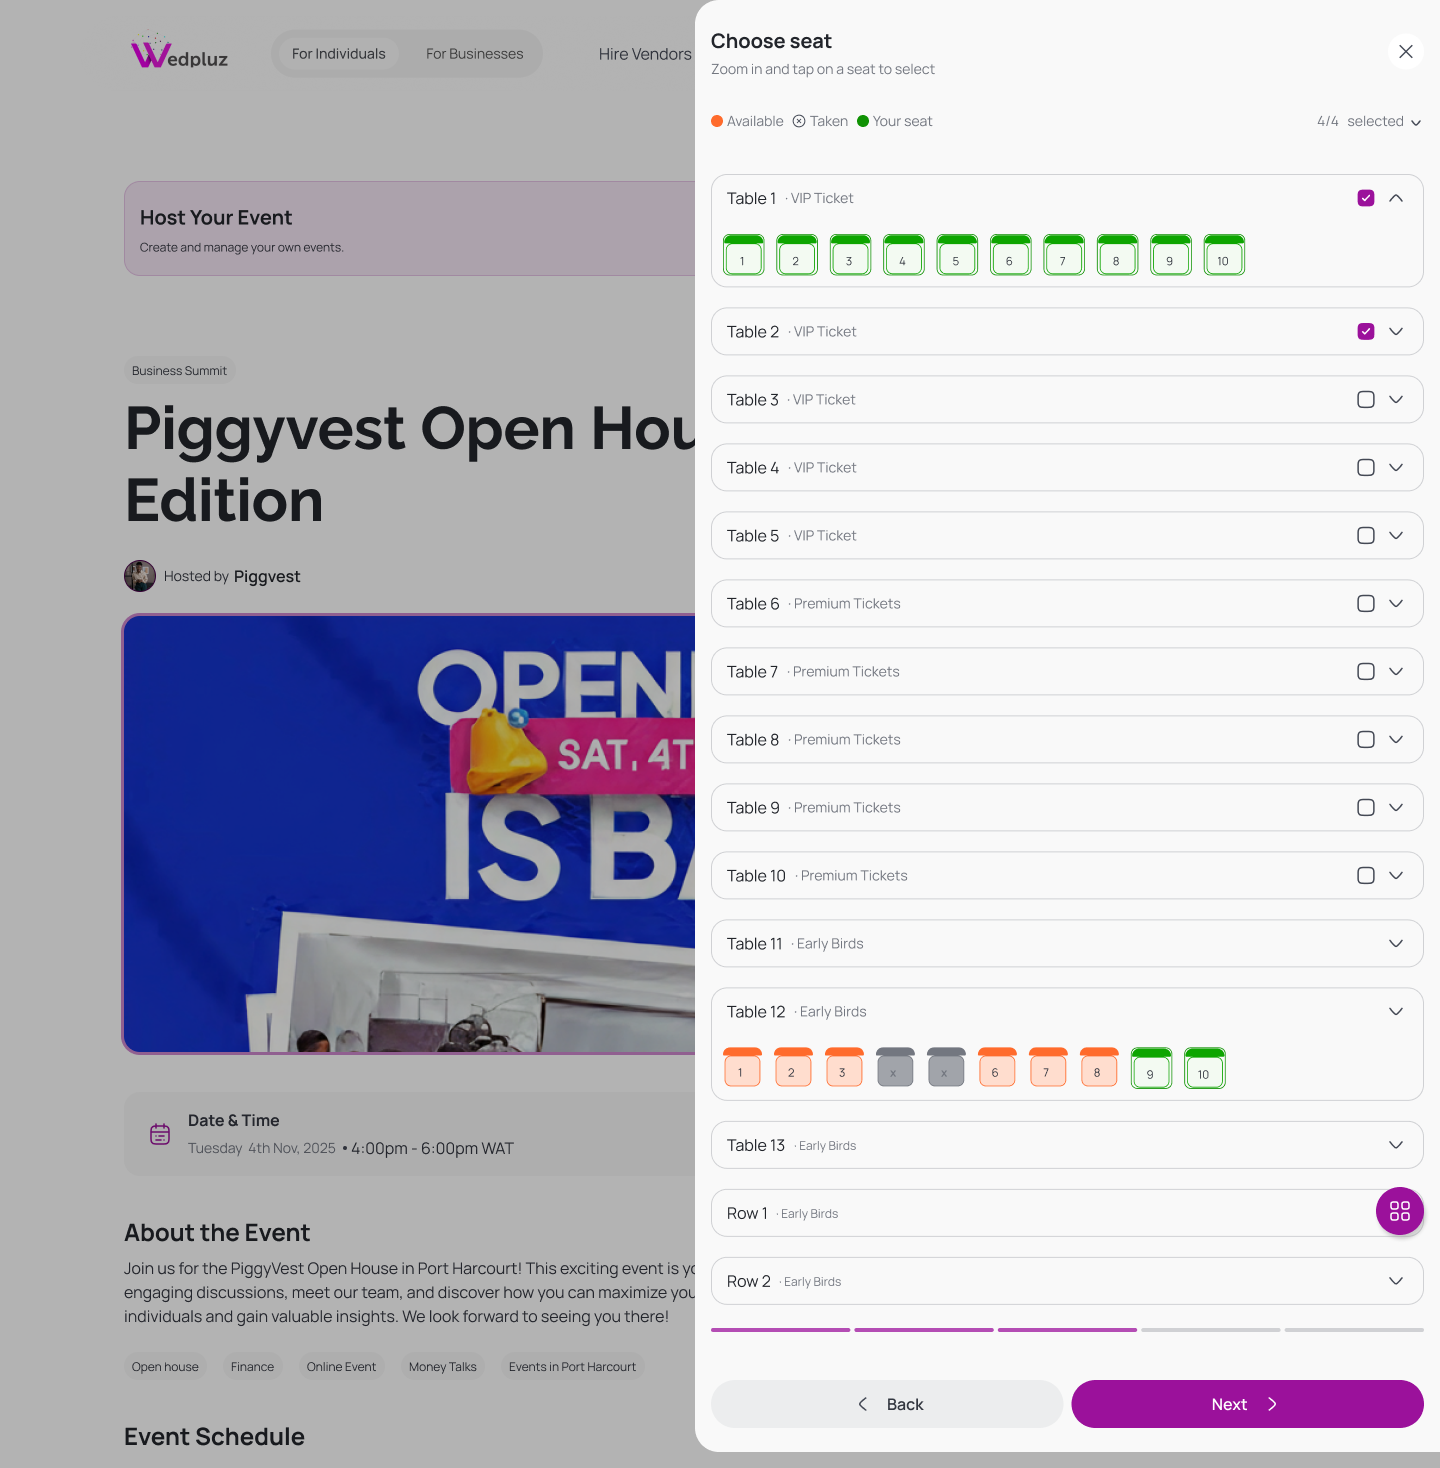 Wedpluz
For Individuals
For Businesses
Hire Vendors
Host Your Event
Create and manage your own events.
Business Summit
Piggyvest Open Hou
Edition
Hosted by Piggvest
OPEN
SAT, 4T
IS BA
Date & Time
Tuesday 4th Nov, 2025 • 4:00pm - 6:00pm WAT
About the Event
Join us for the PiggyVest Open House in Port Harcourt! This exciting event is yo
engaging discussions, meet our team, and discover how you can maximize you
individuals and gain valuable insights. We look forward to seeing you there!
Open house
Finance
Online Event
Money Talks
Events in Port Harcourt
Event Schedule
Choose seat
Zoom in and tap on a seat to select
Available
Taken
Your seat
4/4 selected
Table 1 · VIP Ticket
1 2 3 4 5 6 7 8 9 10
Table 2 · VIP Ticket
Table 3 · VIP Ticket
Table 4 · VIP Ticket
Table 5 · VIP Ticket
Table 6 · Premium Tickets
Table 7 · Premium Tickets
Table 8 · Premium Tickets
Table 9 · Premium Tickets
Table 10 · Premium Tickets
Table 11 · Early Birds
Table 12 · Early Birds
1 2 3 x x 6 7 8 9 10
Table 13 · Early Birds
Row 1 · Early Birds
Row 2 · Early Birds
Back
Next